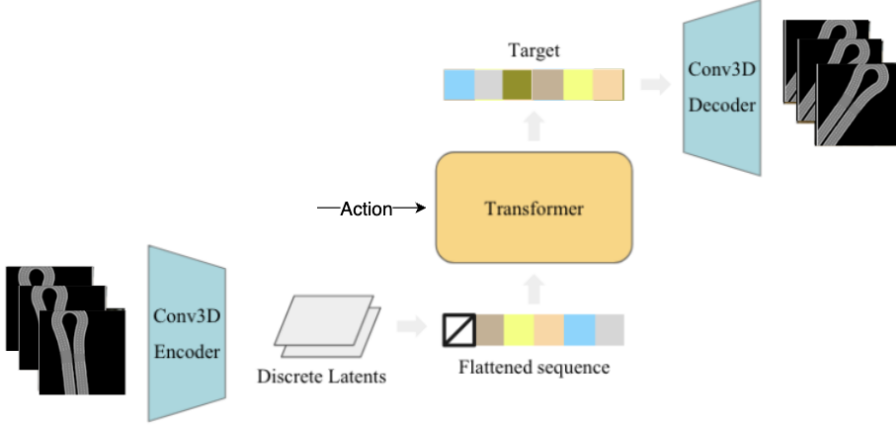 Target
Conv3D
Decoder
Action
Transformer
Conv3D
Encoder
Discrete Latents
Flattened sequence